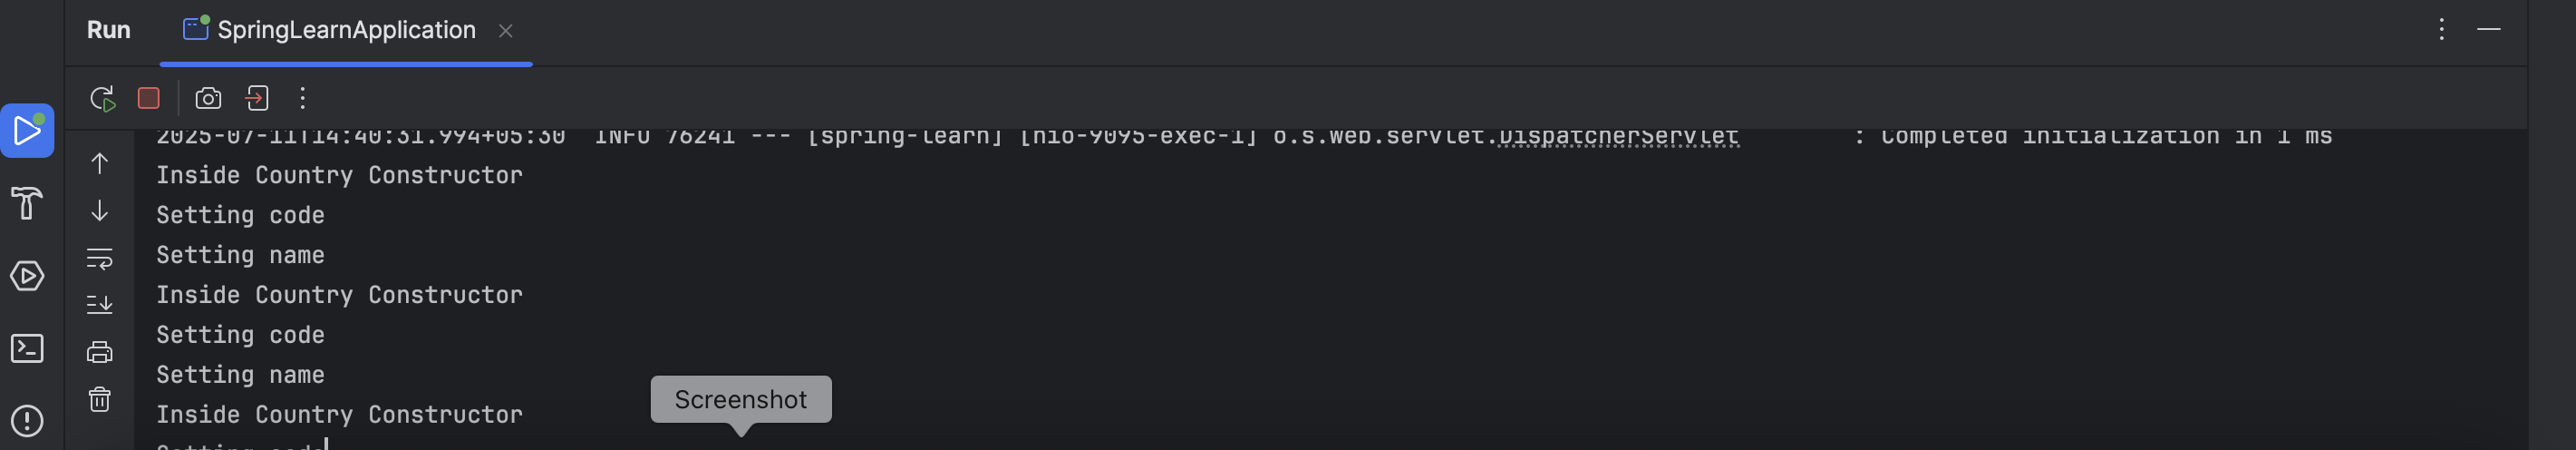 Run SpringLearnApplication
2025-07-11T14:40:31.994+05:30  INFO 76241 --- [spring-learn] [nio-9095-exec-1] o.s.web.servlet.DispatcherServlet        : Completed initialization in 1 ms
Inside Country Constructor
Setting code
Setting name
Inside Country Constructor
Setting code
Setting name
Screenshot
Inside Country Constructor
Setting code